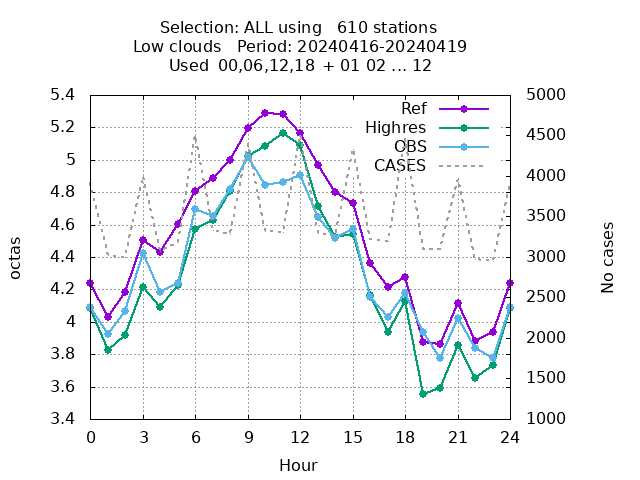 Selection: ALL using   610 stations
Low clouds   Period: 20240416-20240419
Used  00,06,12,18 + 01 02 ... 12
5.4
5.2
5
4.8
4.6
4.4
4.2
4
3.8
3.6
3.4
5000
4500
4000
3500
3000
2500
2000
1500
1000
Ref
Highres
OBS
CASES
octas
No cases
0 3 6 9 12 15 18 21 24
Hour